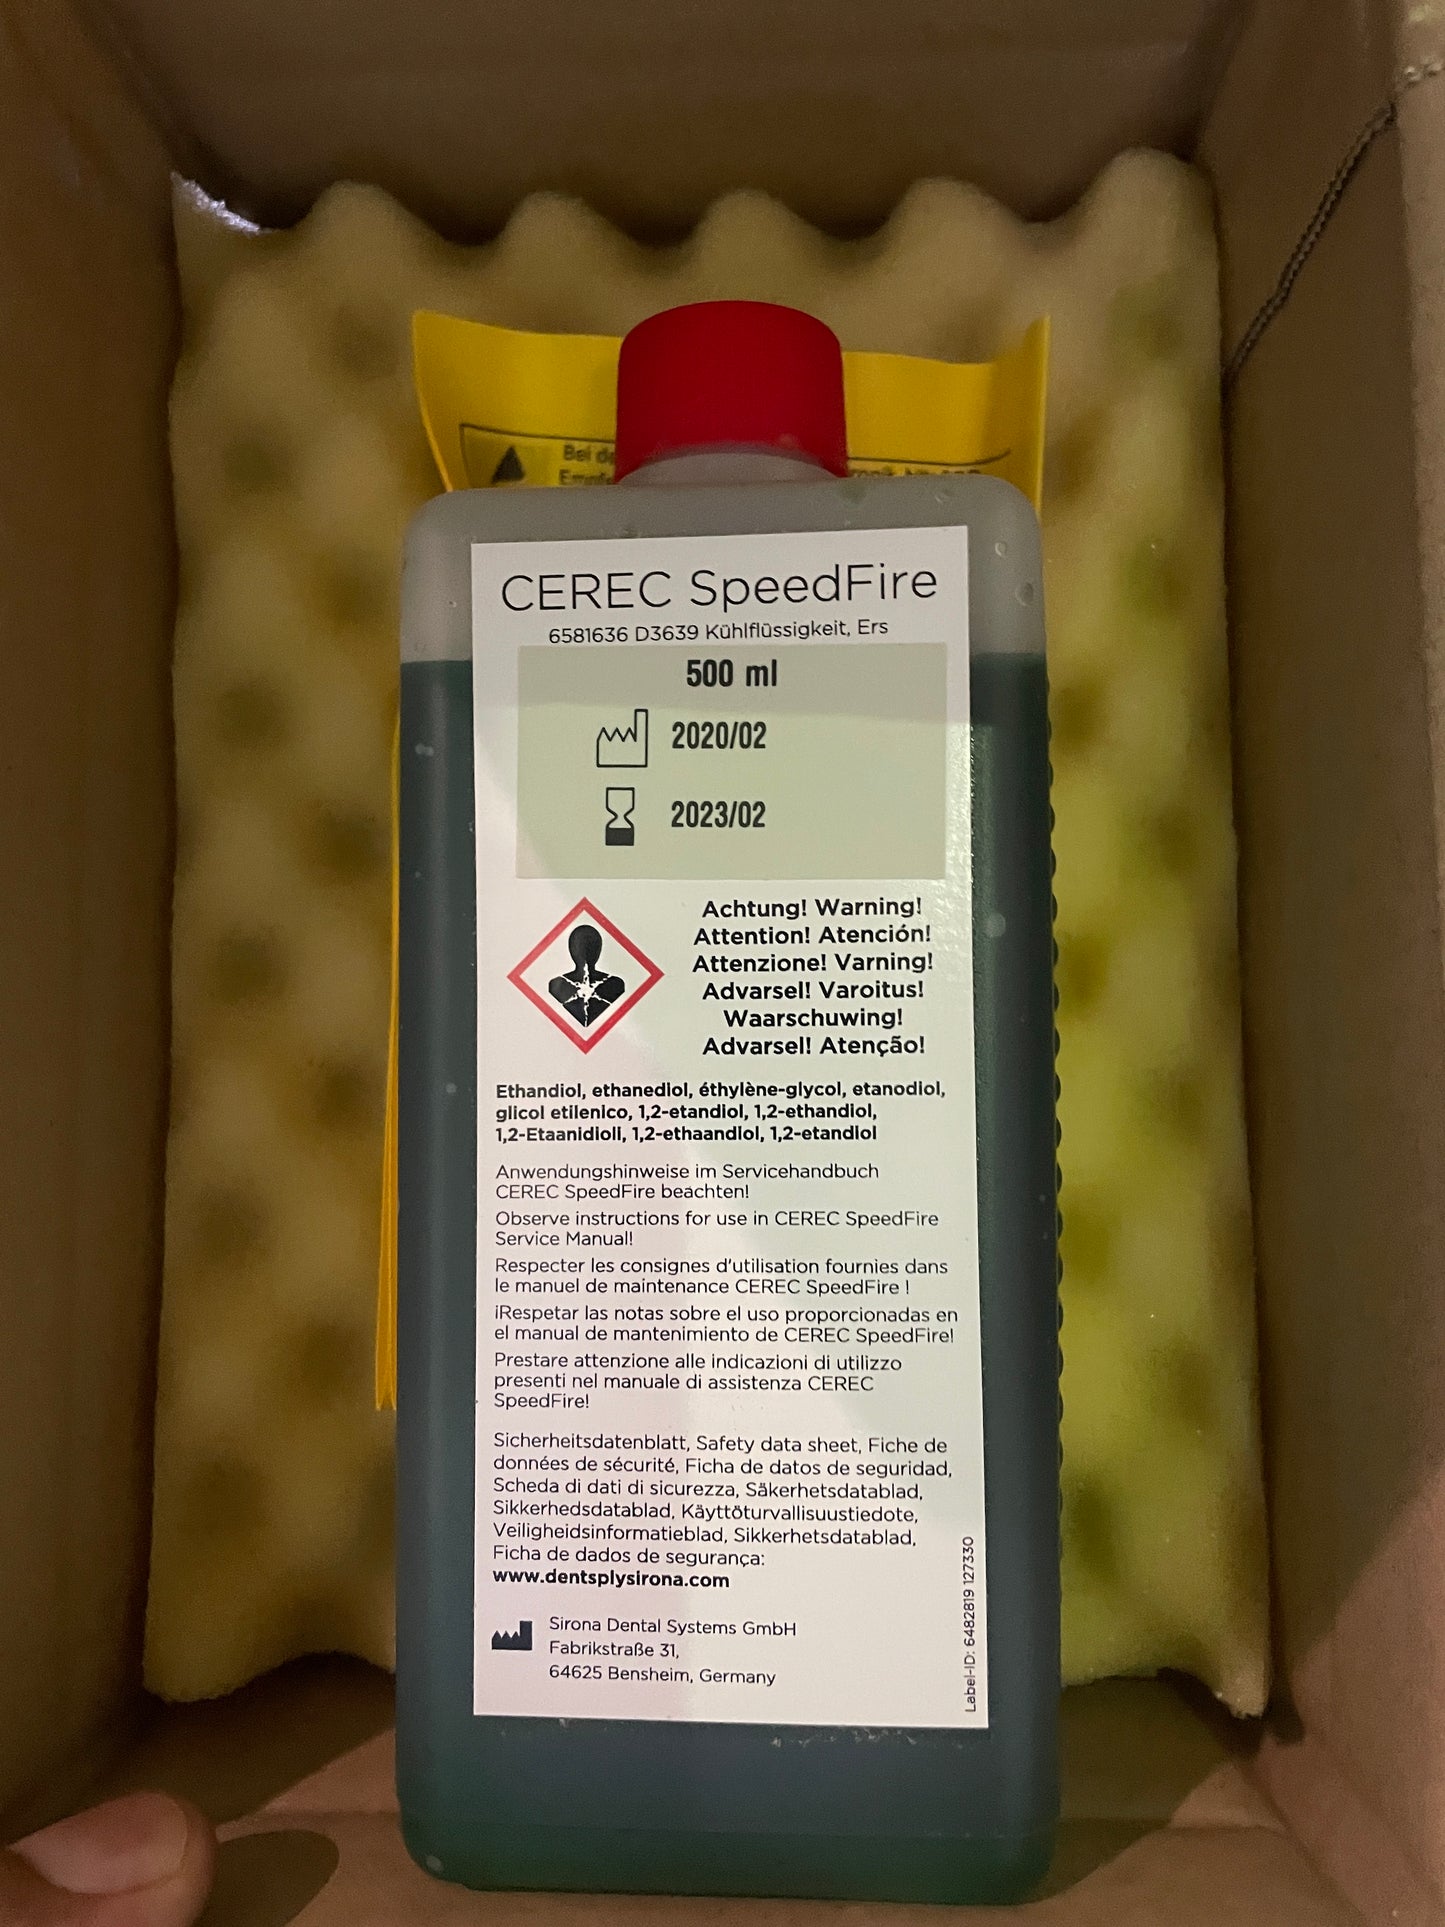 Bei
CEREC SpeedFire
6581636 D3639 Kühlflüssigkeit, Ers
500 ml
2020/02
2023/02
Achtung! Warning!
Attention! Atención!
Attenzione! Varning!
Advarsel! Varoitus!
Waarschuwing!
Advarsel! Atenção!
Ethandiol, ethanediol, éthylène-glycol, etanodiol,
glicol etilenlco, 1,2-etandiol, 1,2-ethandiol,
1,2-Etaanidioli, 1,2-ethaandlol, 1,2-etandlol
Anwendungshinweise im Servicehandbuch
CEREC SpeedFire beachten!
Observe instructions for use in CEREC SpeedFire
Service Manual!
Respecter les consignes d'utilisation fournies dans
le manuel de maintenance CEREC SpeedFire !
¡Respetar las notas sobre el uso proporcionadas en
el manual de mantenimiento de CEREC SpeedFire!
Prestare attenzione alle indicazioni di utilizzo
presenti nel manuale di assistenza CEREC
SpeedFire!
Sicherheitsdatenblatt, Safety data sheet, Fiche de
données de sécurité, Ficha de datos de seguridad,
Scheda di dati di sicurezza, Säkerhetsdatablad,
Sikkerhedsdatablad, Käyttöturvallisuustiedote,
Veiligheidsinformatieblad, Sikkerhetsdatablad,
Ficha de dados de segurança:
www.dentsplysirona.com
Sirona Dental Systems GmbH
Fabrikstraße 31,
64625 Bensheim, Germany
Label-ID: 6482819 127330